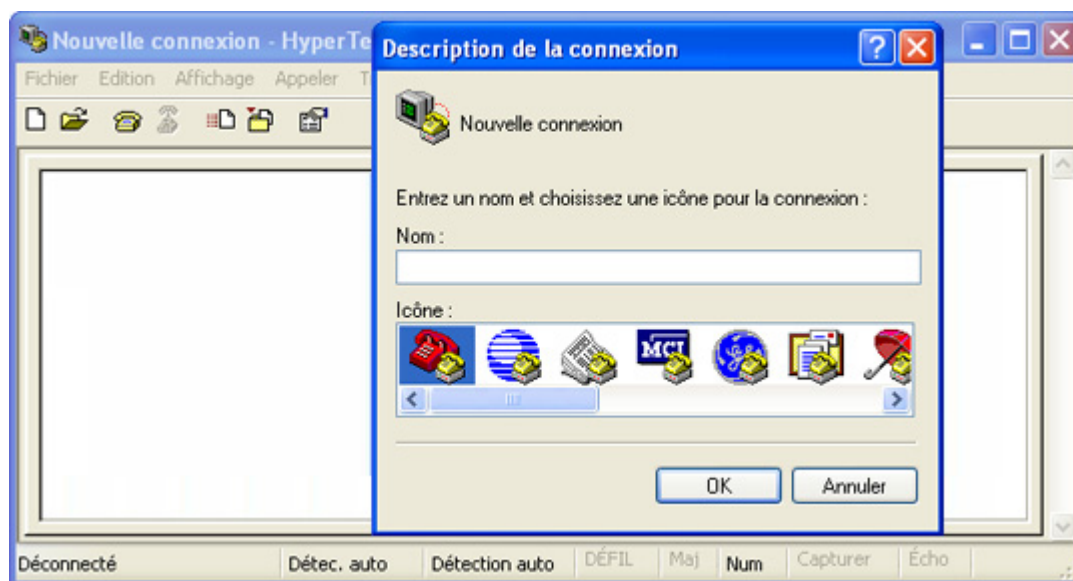 Nouvelle connexion - HyperTe
Description de la connexion
Fichier Edition Affichage Appeler T
Nouvelle connexion
Entrez un nom et choisissez une icône pour la connexion :
Nom :
Icône :
MCI
OK Annuler
Déconnecté Détec. auto Détection auto DÉFIL Maj Num Capturer Écho